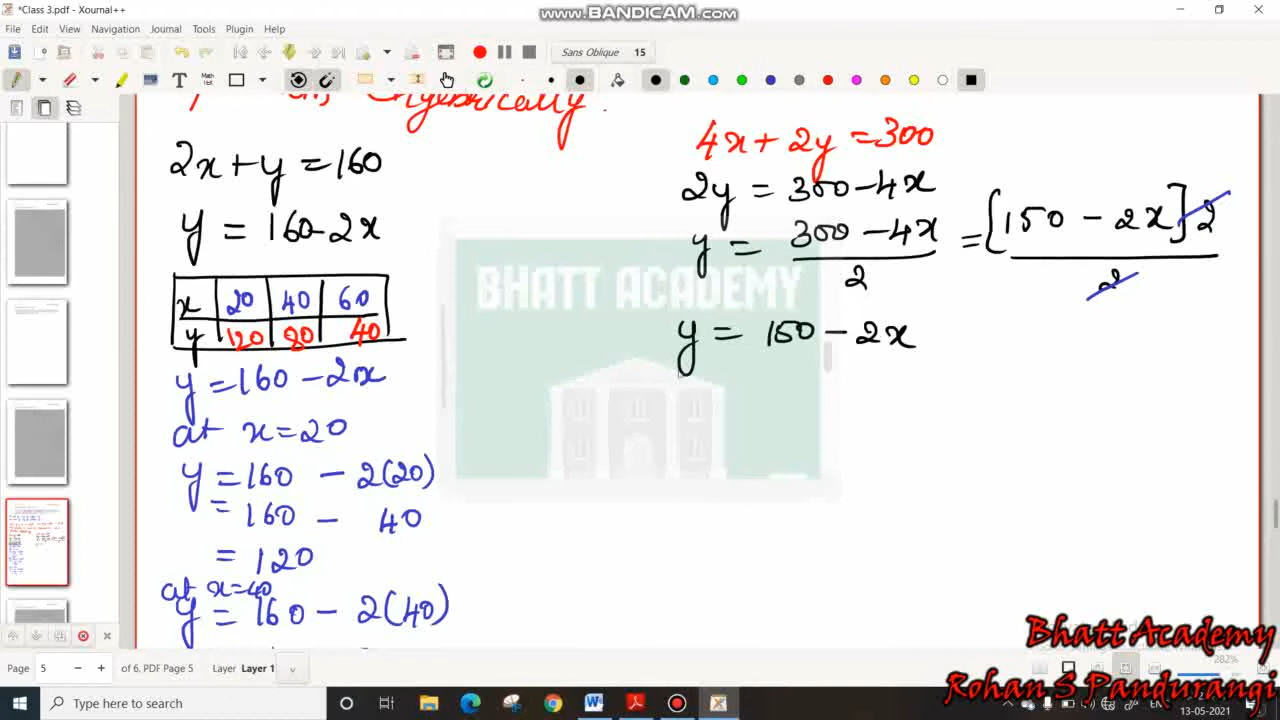 *Class 3.pdf - Xournal++
WWW.BANDICAM.COM
File Edit View Navigation Journal Tools Plugin Help
Sans Oblique 15
2x + y = 160
y = 160-2x
x 20 40 60
y 120 80 40
y = 160 - 2x
at x = 20
y = 160 - 2(20)
= 160 - 40
= 120
at x=40
y = 160 - 2(40)
4x + 2y = 300
2y = 300 - 4x
y = 300 - 4x / 2 = [150 - 2x] 2 / 2
y = 150 - 2x
BHATT ACADEMY
Bhatt Academy
Rohan S Pandurangi
Page 5 of 6. PDF Page 5 Layer Layer 1
282%
Type here to search
13-05-2021